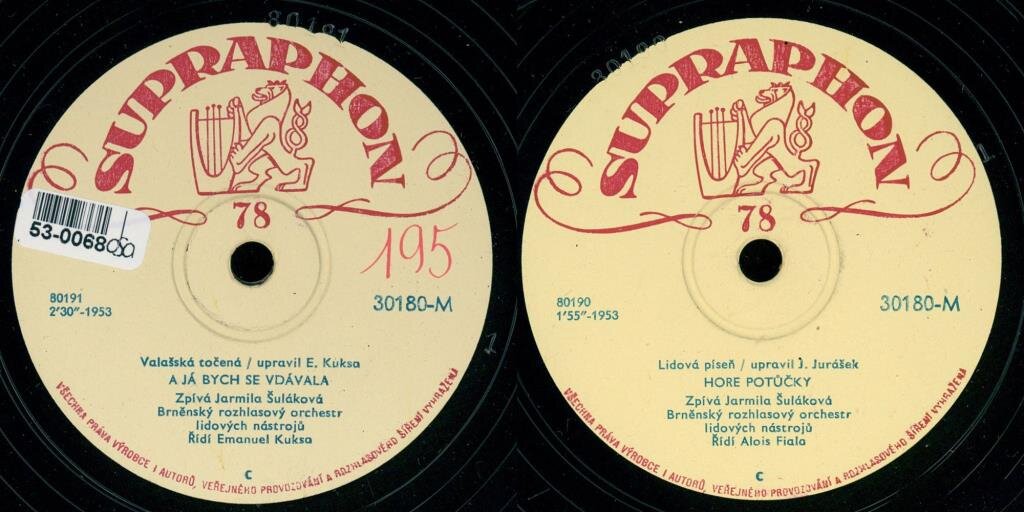 80191
SUPRAPHON
78
53-0068
195
80191
2'30"-1953
30180-M
Valašská točená / upravil E. Kuksa
A JÁ BYCH SE VDÁVALA
Zpívá Jarmila Šuláková
Brněnský rozhlasový orchestr
lidových nástrojů
Řídí Emanuel Kuksa
C
VŠECHNA PRÁVA VÝROBCE I AUTORŮ, VEŘEJNÉHO PROVOZOVÁNÍ A ROZHLASOVÉHO ŠÍŘENÍ VYHRAZENA
SUPRAPHON
78
80190
1'55"-1953
30180-M
Lidová píseň / upravil J. Jurášek
HORE POTŮČKY
Zpívá Jarmila Šuláková
Brněnský rozhlasový orchestr
lidových nástrojů
Řídí Alois Fiala
C
VŠECHNA PRÁVA VÝROBCE I AUTORŮ, VEŘEJNÉHO PROVOZOVÁNÍ A ROZHLASOVÉHO ŠÍŘENÍ VYHRAZENA